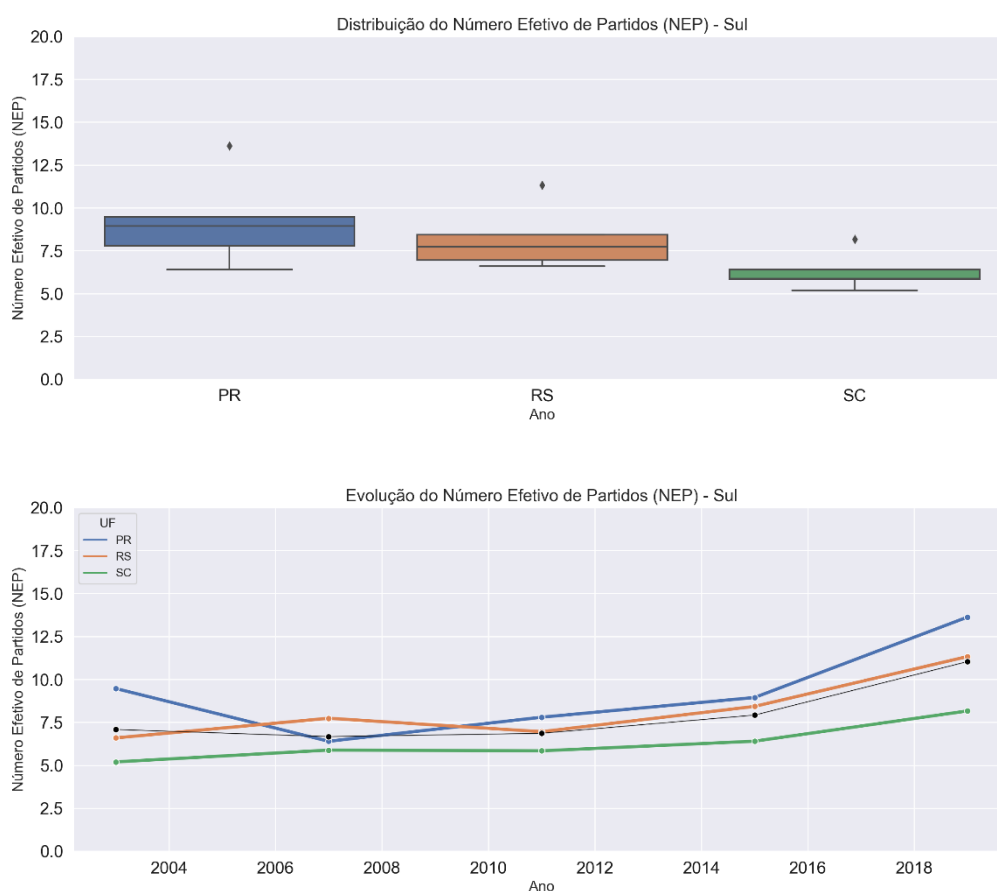 Distribuição do Número Efetivo de Partidos (NEP) - Sul
Número Efetivo de Partidos (NEP)
20.0
17.5
15.0
12.5
10.0
7.5
5.0
2.5
0.0
PR
RS
SC
Ano
Evolução do Número Efetivo de Partidos (NEP) - Sul
Número Efetivo de Partidos (NEP)
20.0
17.5
15.0
12.5
10.0
7.5
5.0
2.5
0.0
UF
PR
RS
SC
2004
2006
2008
2010
2012
2014
2016
2018
Ano